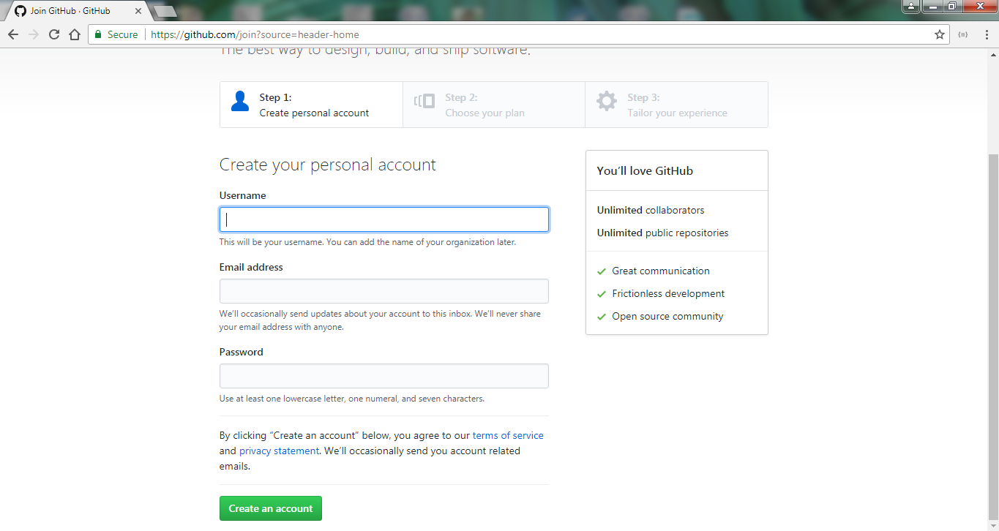 Join GitHub · GitHub
Secure
https://github.com/join?source=header-home
The best way to design, build, and ship software.
Step 1:
Create personal account
Step 2:
Choose your plan
Step 3:
Tailor your experience
Create your personal account
Username
This will be your username. You can add the name of your organization later.
Email address
We'll occasionally send updates about your account to this inbox. We'll never share
your email address with anyone.
Password
Use at least one lowercase letter, one numeral, and seven characters.
By clicking “Create an account” below, you agree to our terms of service
and privacy statement. We'll occasionally send you account related
emails.
Create an account
You'll love GitHub
Unlimited collaborators
Unlimited public repositories
Great communication
Frictionless development
Open source community